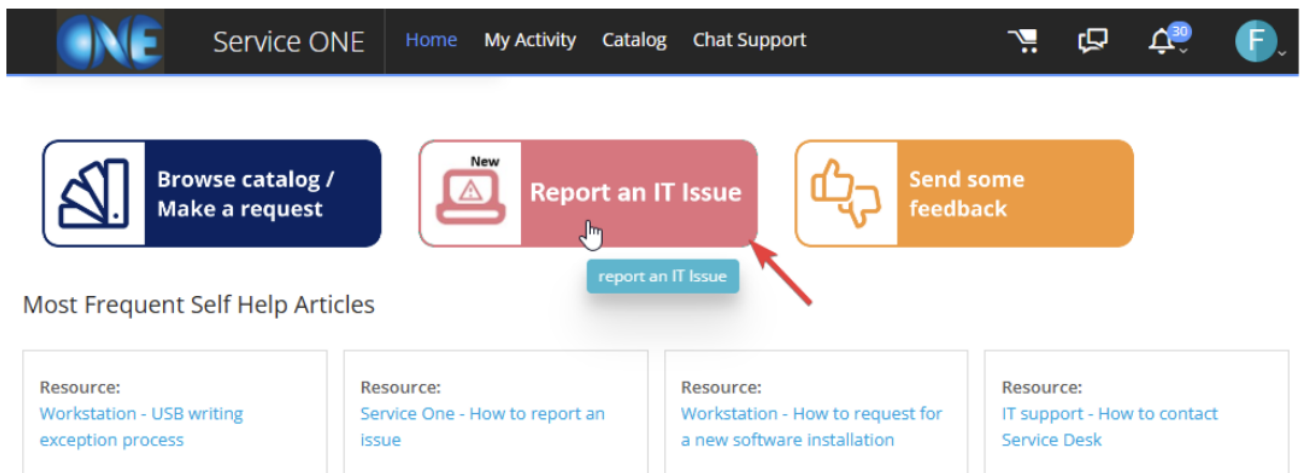 ONE Service ONE Home My Activity Catalog Chat Support 30 F
Browse catalog /
Make a request
New
Report an IT Issue
Send some
feedback
report an IT Issue
Most Frequent Self Help Articles
Resource:
Workstation - USB writing
exception process
Resource:
Service One - How to report an
issue
Resource:
Workstation - How to request for
a new software installation
Resource:
IT support - How to contact
Service Desk